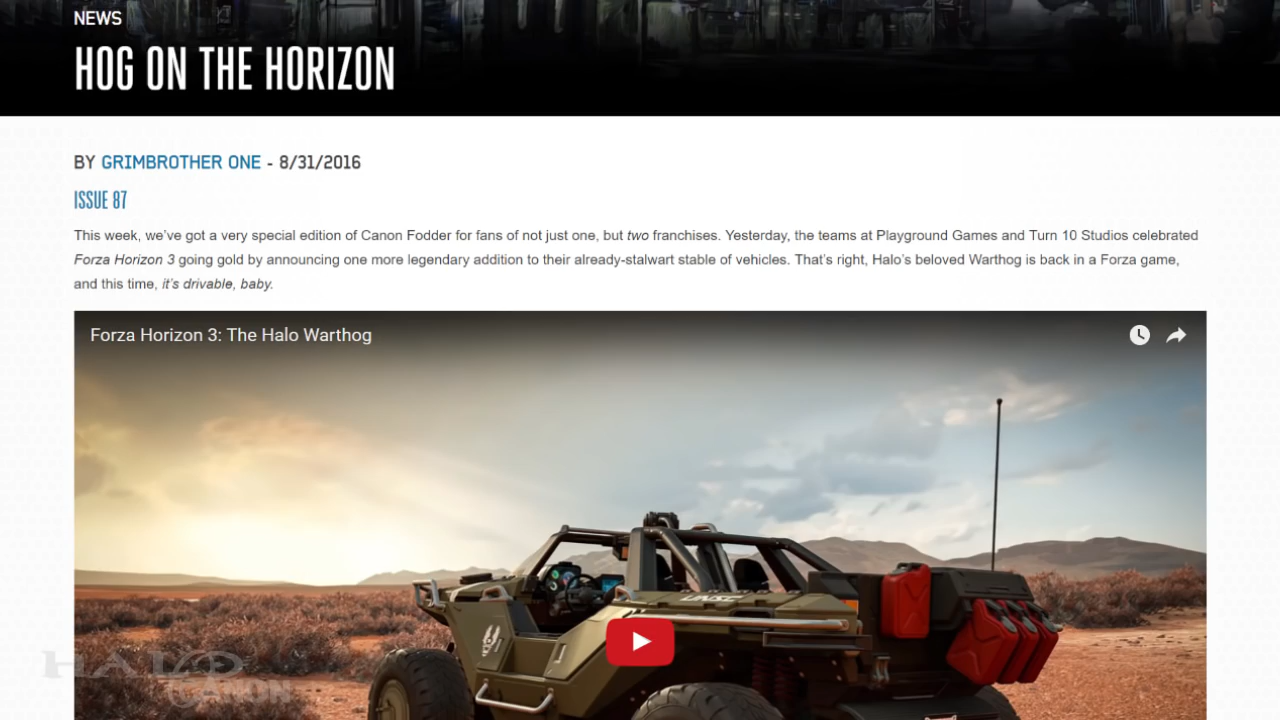 NEWS
HOG ON THE HORIZON
BY GRIMBROTHER ONE - 8/31/2016
ISSUE 87
This week, we've got a very special edition of Canon Fodder for fans of not just one, but two franchises. Yesterday, the teams at Playground Games and Turn 10 Studios celebrated
Forza Horizon 3 going gold by announcing one more legendary addition to their already-stalwart stable of vehicles. That's right, Halo's beloved Warthog is back in a Forza game,
and this time, it's drivable, baby.
Forza Horizon 3: The Halo Warthog
UNSC
HALO
CANON